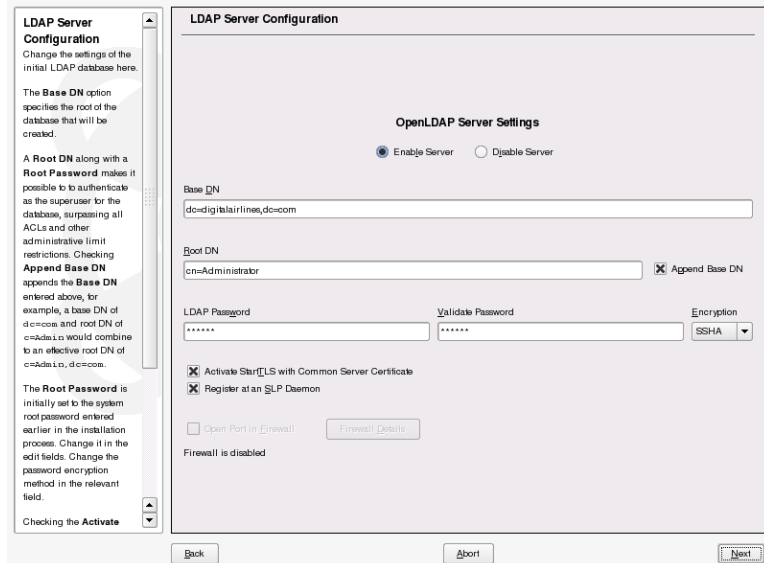 LDAP Server
Configuration
Change the settings of the
initial LDAP database here.
The Base DN option
specifies the root of the
database that will be
created.
A Root DN along with a
Root Password makes it
possible to to authenticate
as the superuser for the
database, surpassing all
ACLs and other
administrative limit
restrictions. Checking
Append Base DN
appends the Base DN
entered above, for
example, a base DN of
dc=com and root DN of
c=Admin would combine
to an effective root DN of
c=Admin,dc=com.
The Root Password is
initially set to the system
root password entered
earlier in the installation
process. Change it in the
edit fields. Change the
password encryption
method in the relevant
field.
Checking the Activate
LDAP Server Configuration
OpenLDAP Server Settings
Enable Server Disable Server
Base DN
dc=digitalairlines,dc=com
Root DN
cn=Administrator Append Base DN
LDAP Password Validate Password Encryption
****** ****** SSHA
Activate StartTLS with Common Server Certificate
Register at an SLP Daemon
Open Port in Firewall Firewall Details
Firewall is disabled
Back Abort Next